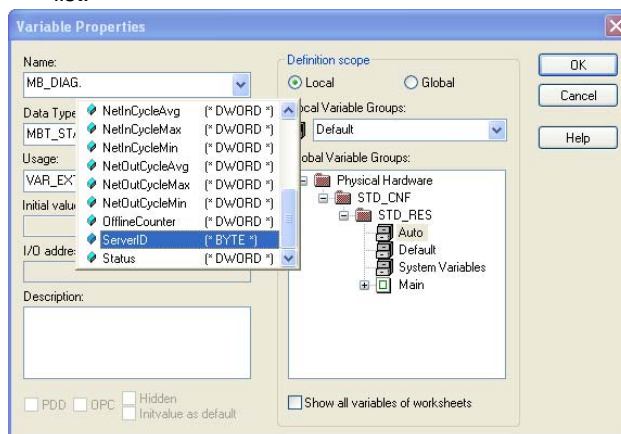 Variable Properties
Name:
MB_DIAG.
Data Type
MBT_STA
Usage:
VAR_EXT
Initial value
I/O addre
Description:
NetInCycleAvg (* DWORD *)
NetInCycleMax (* DWORD *)
NetInCycleMin (* DWORD *)
NetOutCycleAvg (* DWORD *)
NetOutCycleMax (* DWORD *)
NetOutCycleMin (* DWORD *)
OfflineCounter (* DWORD *)
ServerID (* BYTE *)
Status (* DWORD *)
PDD
OPC
Hidden
Initvalue as default
Definition scope
Local
Global
ocal Variable Groups:
Default
obal Variable Groups:
Physical Hardware
STD_CNF
STD_RES
Auto
Default
System Variables
Main
Show all variables of worksheets
OK
Cancel
Help